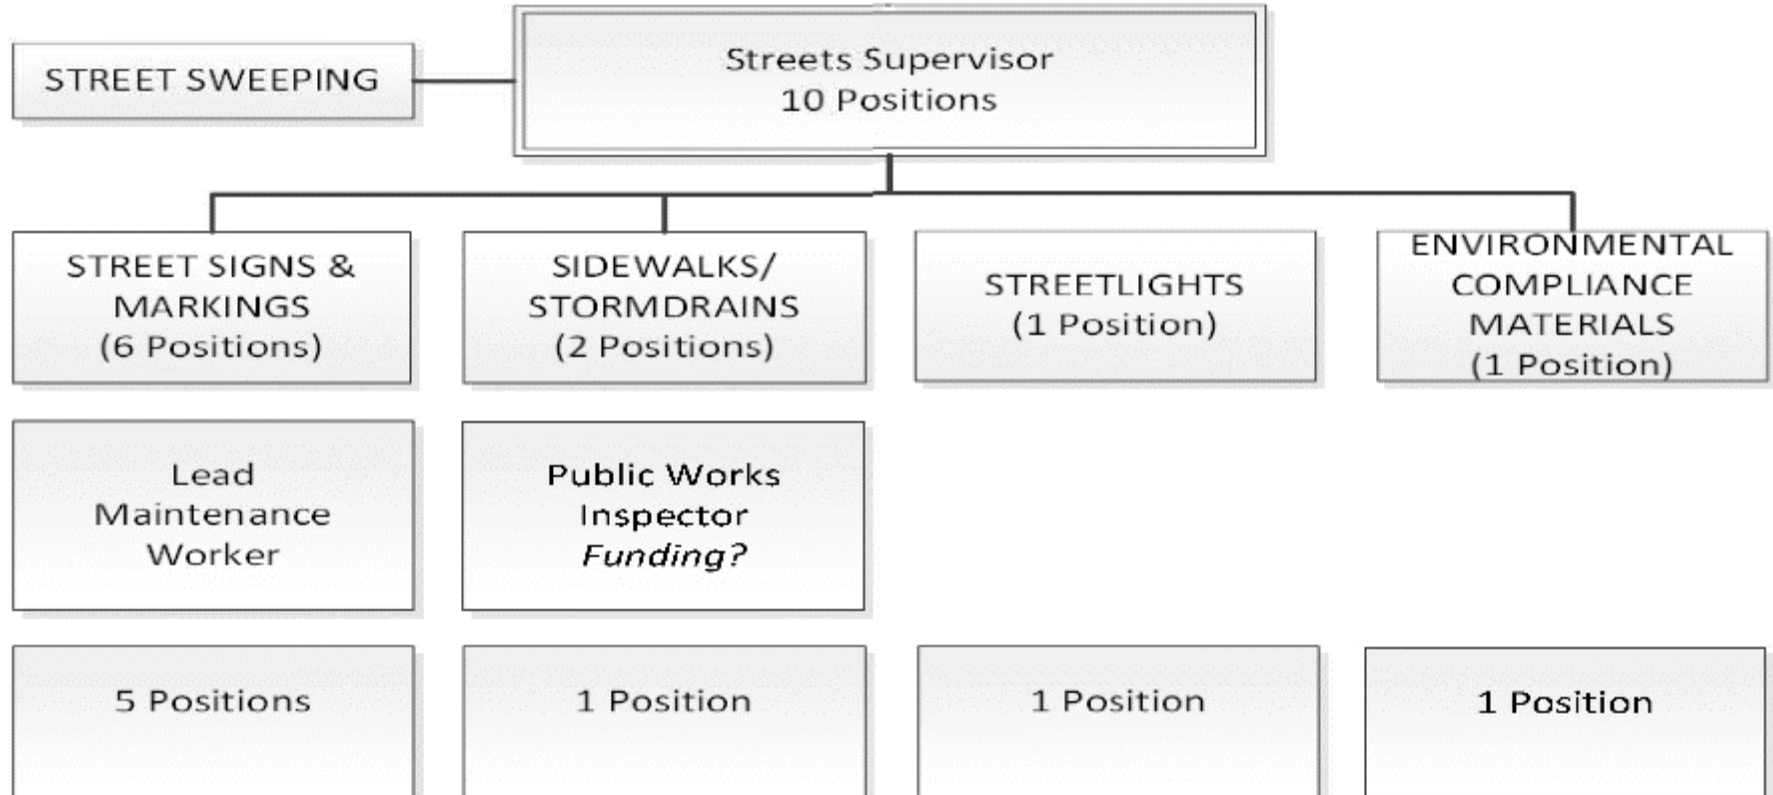 STREET SWEEPING
Streets Supervisor
10 Positions
STREET SIGNS &
MARKINGS
(6 Positions)
SIDEWALKS/
STORMDRAINS
(2 Positions)
STREETLIGHTS
(1 Position)
ENVIRONMENTAL
COMPLIANCE
MATERIALS
(1 Position)
Lead
Maintenance
Worker
Public Works
Inspector
Funding?
5 Positions
1 Position
1 Position
1 Position